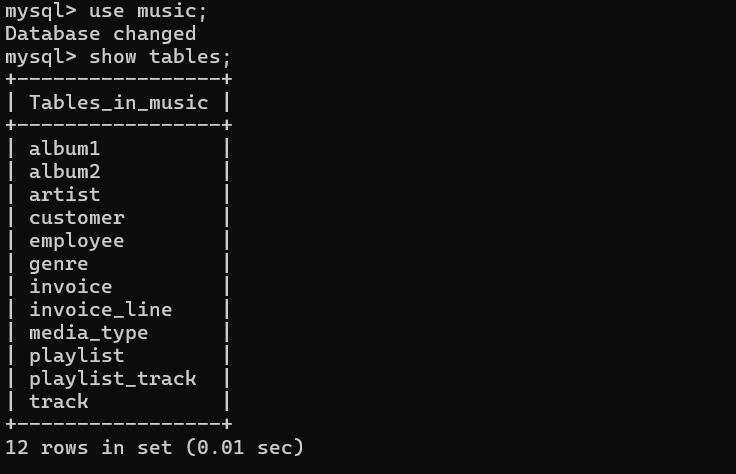 mysql> use music;
Database changed
mysql> show tables;
+-----------------+
| Tables_in_music |
+-----------------+
| album1          |
| album2          |
| artist          |
| customer        |
| employee        |
| genre           |
| invoice         |
| invoice_line    |
| media_type      |
| playlist        |
| playlist_track  |
| track           |
+-----------------+
12 rows in set (0.01 sec)